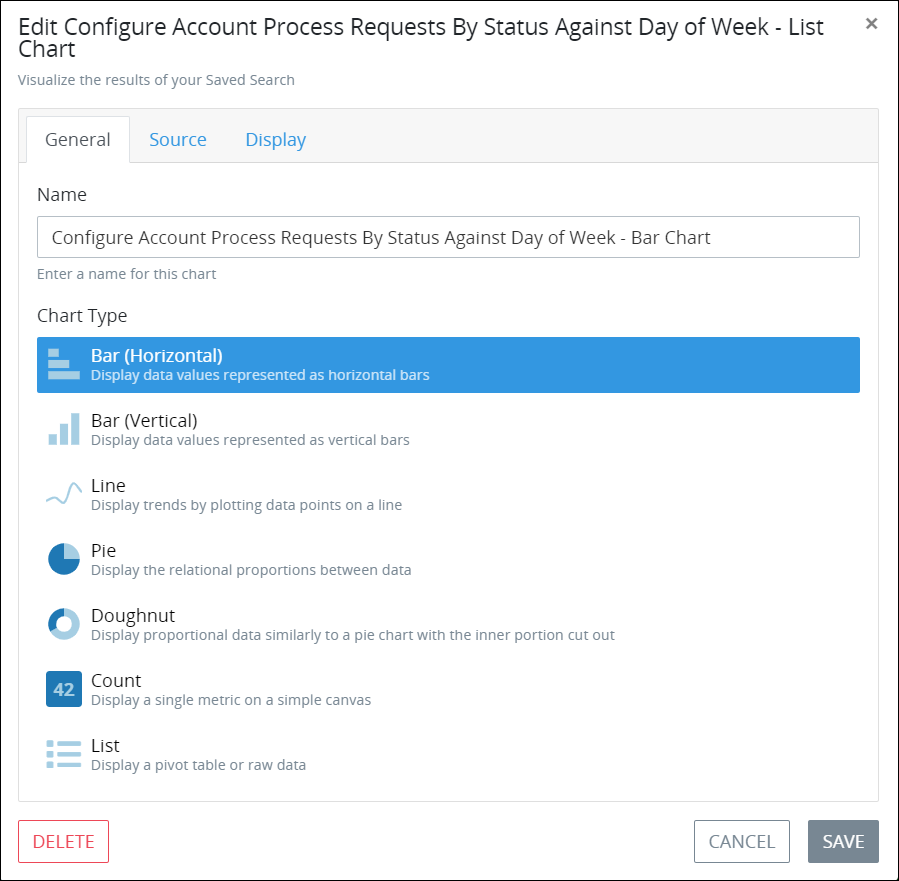 Edit Configure Account Process Requests By Status Against Day of Week - List
Chart
×
Visualize the results of your Saved Search
General Source Display
Name
Configure Account Process Requests By Status Against Day of Week - Bar Chart
Enter a name for this chart
Chart Type
Bar (Horizontal)
Display data values represented as horizontal bars
Bar (Vertical)
Display data values represented as vertical bars
Line
Display trends by plotting data points on a line
Pie
Display the relational proportions between data
Doughnut
Display proportional data similarly to a pie chart with the inner portion cut out
42
Count
Display a single metric on a simple canvas
List
Display a pivot table or raw data
DELETE CANCEL SAVE